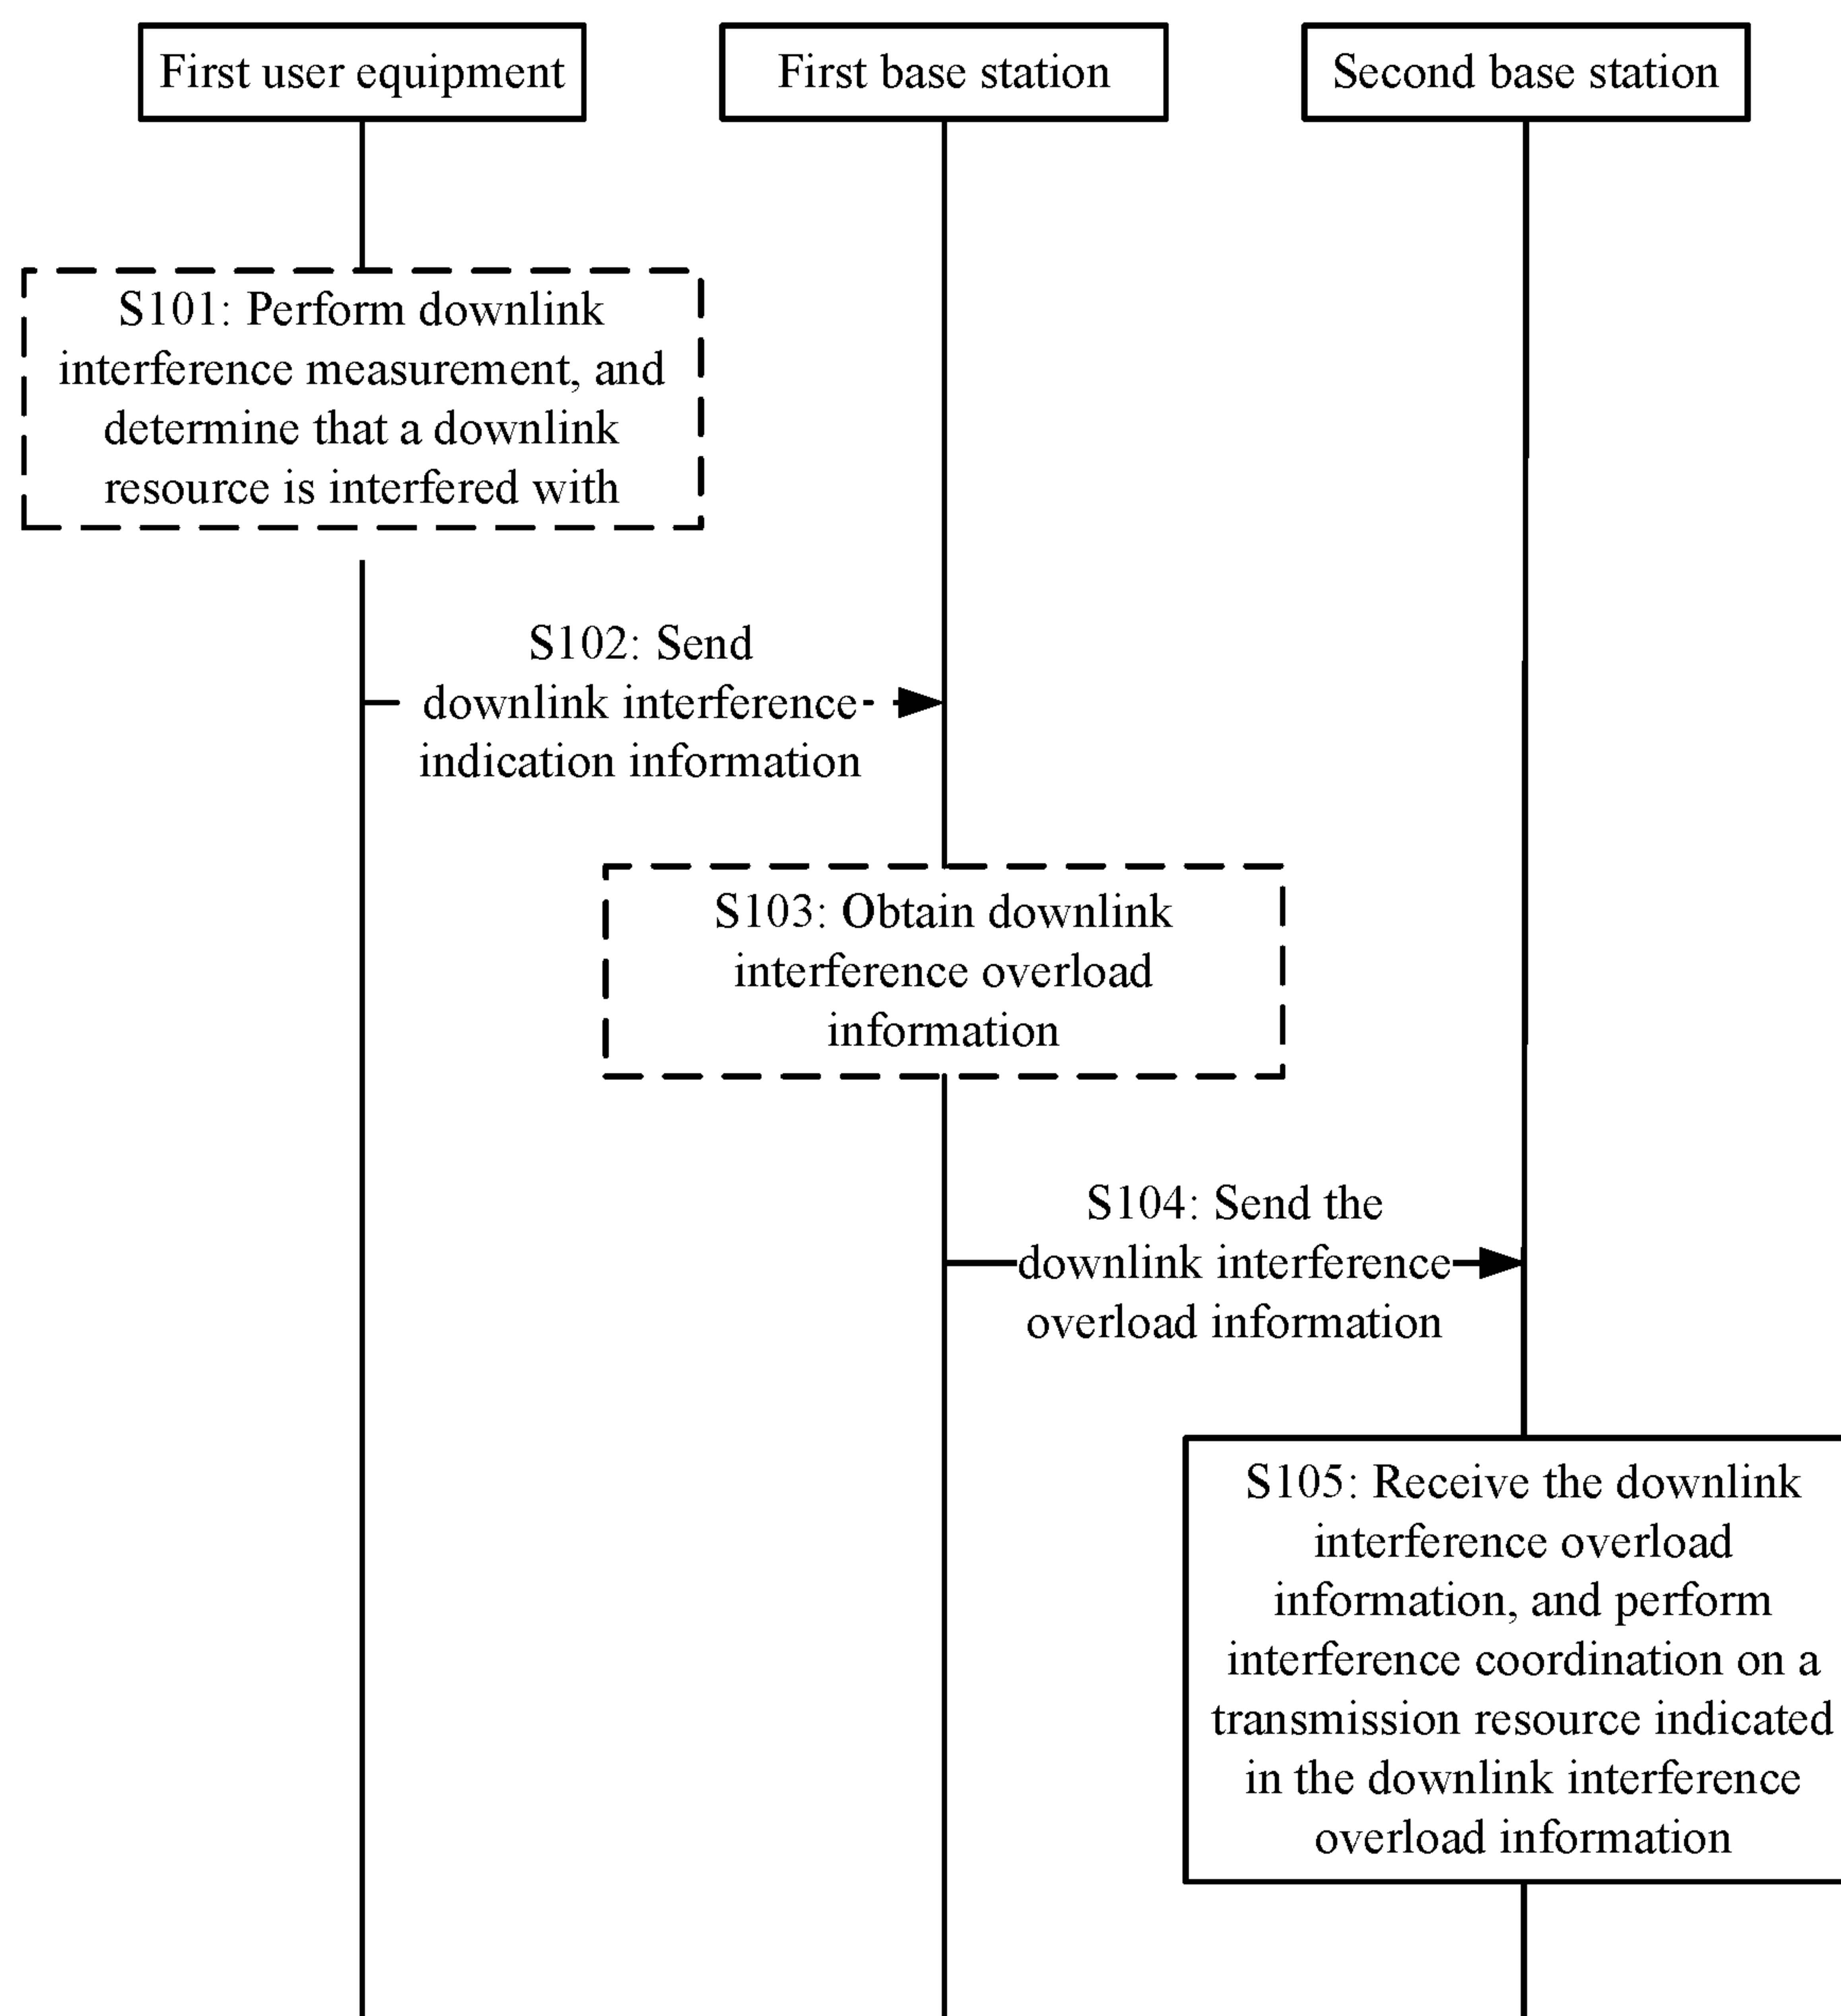 First user equipment
First base station
Second base station
S101: Perform downlink
interference measurement, and
determine that a downlink
resource is interfered with
S102: Send
downlink interference
indication information
S103: Obtain downlink
interference overload
information
S104: Send the
downlink interference
overload information
S105: Receive the downlink
interference overload
information, and perform
interference coordination on a
transmission resource indicated
in the downlink interference
overload information